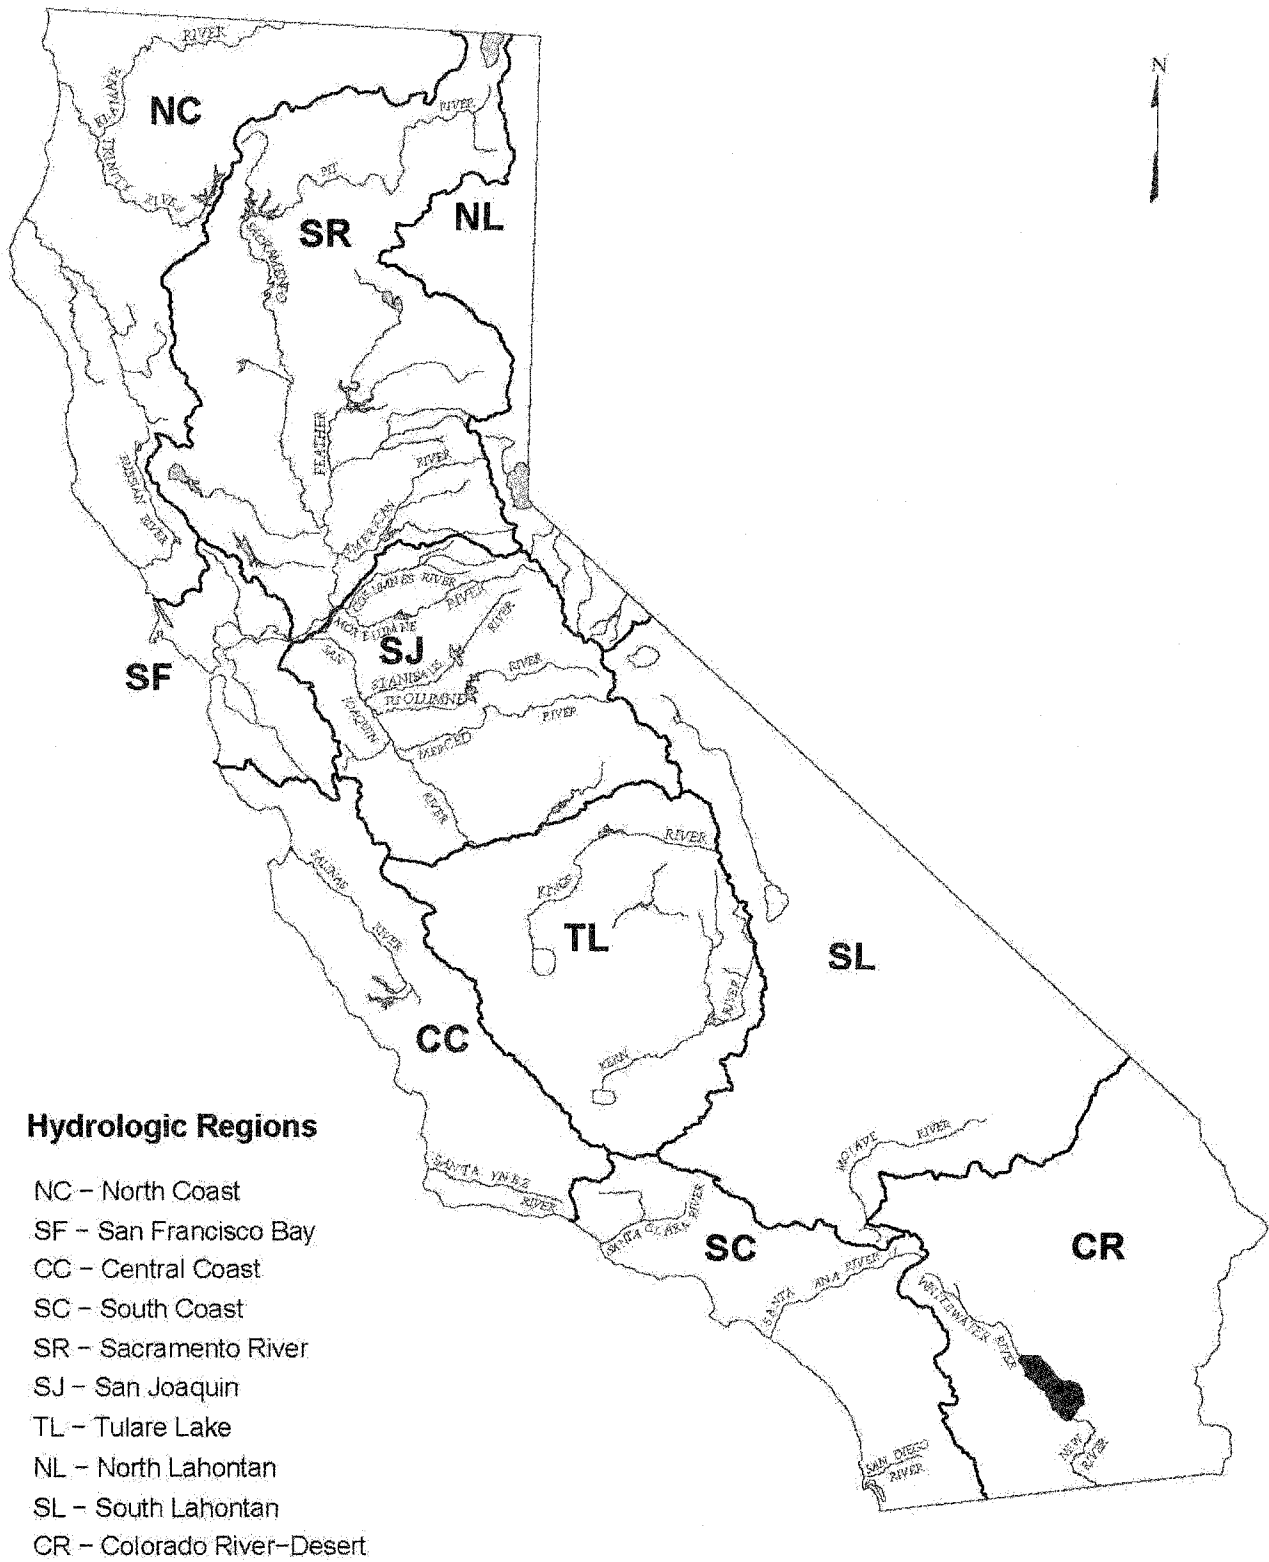 RIVER
KLAMATH
NC
TRINITY
RIVER
RIVER
PIT
SR
NL
SACRAMENTO
FEATHER
RIVER
AMERICAN
RUSSIAN
RIVER
COSUMNES RIVER
RIVER
MOKELUMNE
RIVER
SJ
SAN
SF
STANISLAUS
RIVER
TUOLUMNE
JOAQUIN
RIVER
MERCED
RIVER
RIVER
SALINAS
KINGS
RIVER
TL
SL
RIVER
CC
KERN
Hydrologic Regions
MOJAVE RIVER
SANTA YNEZ
RIVER
SANTA CLARA RIVER
SC
CR
SANTA ANA RIVER
WHITEWATER
RIVER
NEW
RIVER
SAN DIEGO
RIVER
N
NC – North Coast
SF – San Francisco Bay
CC – Central Coast
SC – South Coast
SR – Sacramento River
SJ – San Joaquin
TL – Tulare Lake
NL – North Lahontan
SL – South Lahontan
CR – Colorado River–Desert